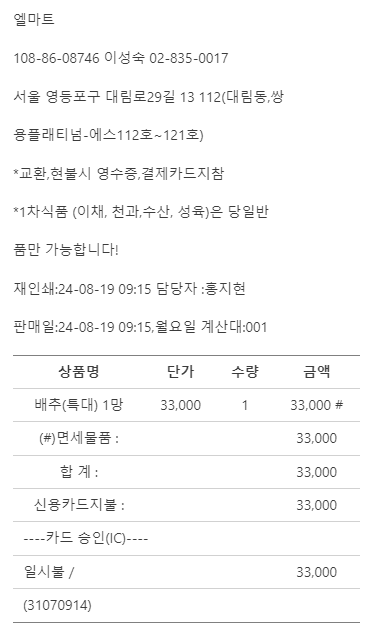 엘마트
108-86-08746 이성숙 02-835-0017
서울 영등포구 대림로29길 13 112(대림동,쌍
용플래티넘-에스112호~121호)
*교환,현불시 영수증,결제카드지참
*1차식품 (이채, 천과,수산, 성육)은 당일반
품만 가능합니다!
재인쇄:24-08-19 09:15 담당자 :홍지현
판매일:24-08-19 09:15,월요일 계산대:001
상품명 단가 수량 금액
배추(특대) 1망 33,000 1 33,000 #
(#)면세물품 : 33,000
합 계 : 33,000
신용카드지불 : 33,000
----카드 승인(IC)----
일시불 / 33,000
(31070914)